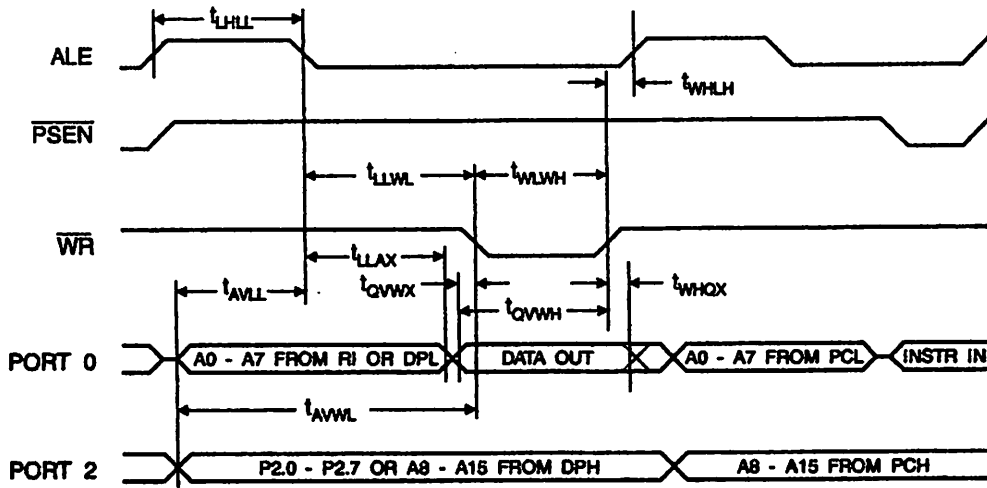 tLHLL
ALE
tWHLH
PSEN
tLLWL
tWLWH
WR
tLLAX
tAVLL
tQVWX
tWHQX
tQVWH
PORT 0
A0 - A7 FROM RI OR DPL
DATA OUT
A0 - A7 FROM PCL
INSTR IN
tAVWL
PORT 2
P2.0 - P2.7 OR A8 - A15 FROM DPH
A8 - A15 FROM PCH